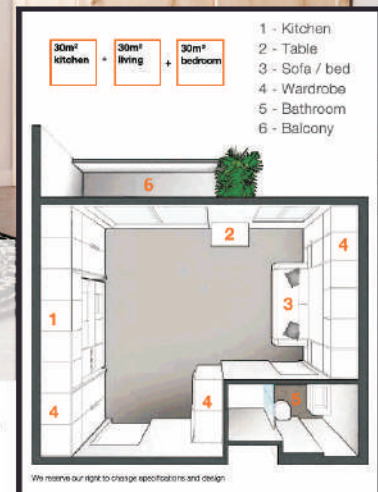 30m² kitchen + 30m² living + 30m² bedroom
1 - Kitchen
2 - Table
3 - Sofa / bed
4 - Wardrobe
5 - Bathroom
6 - Balcony
6
2
4
3
1
4
4
5
We reserve our right to change specifications and design